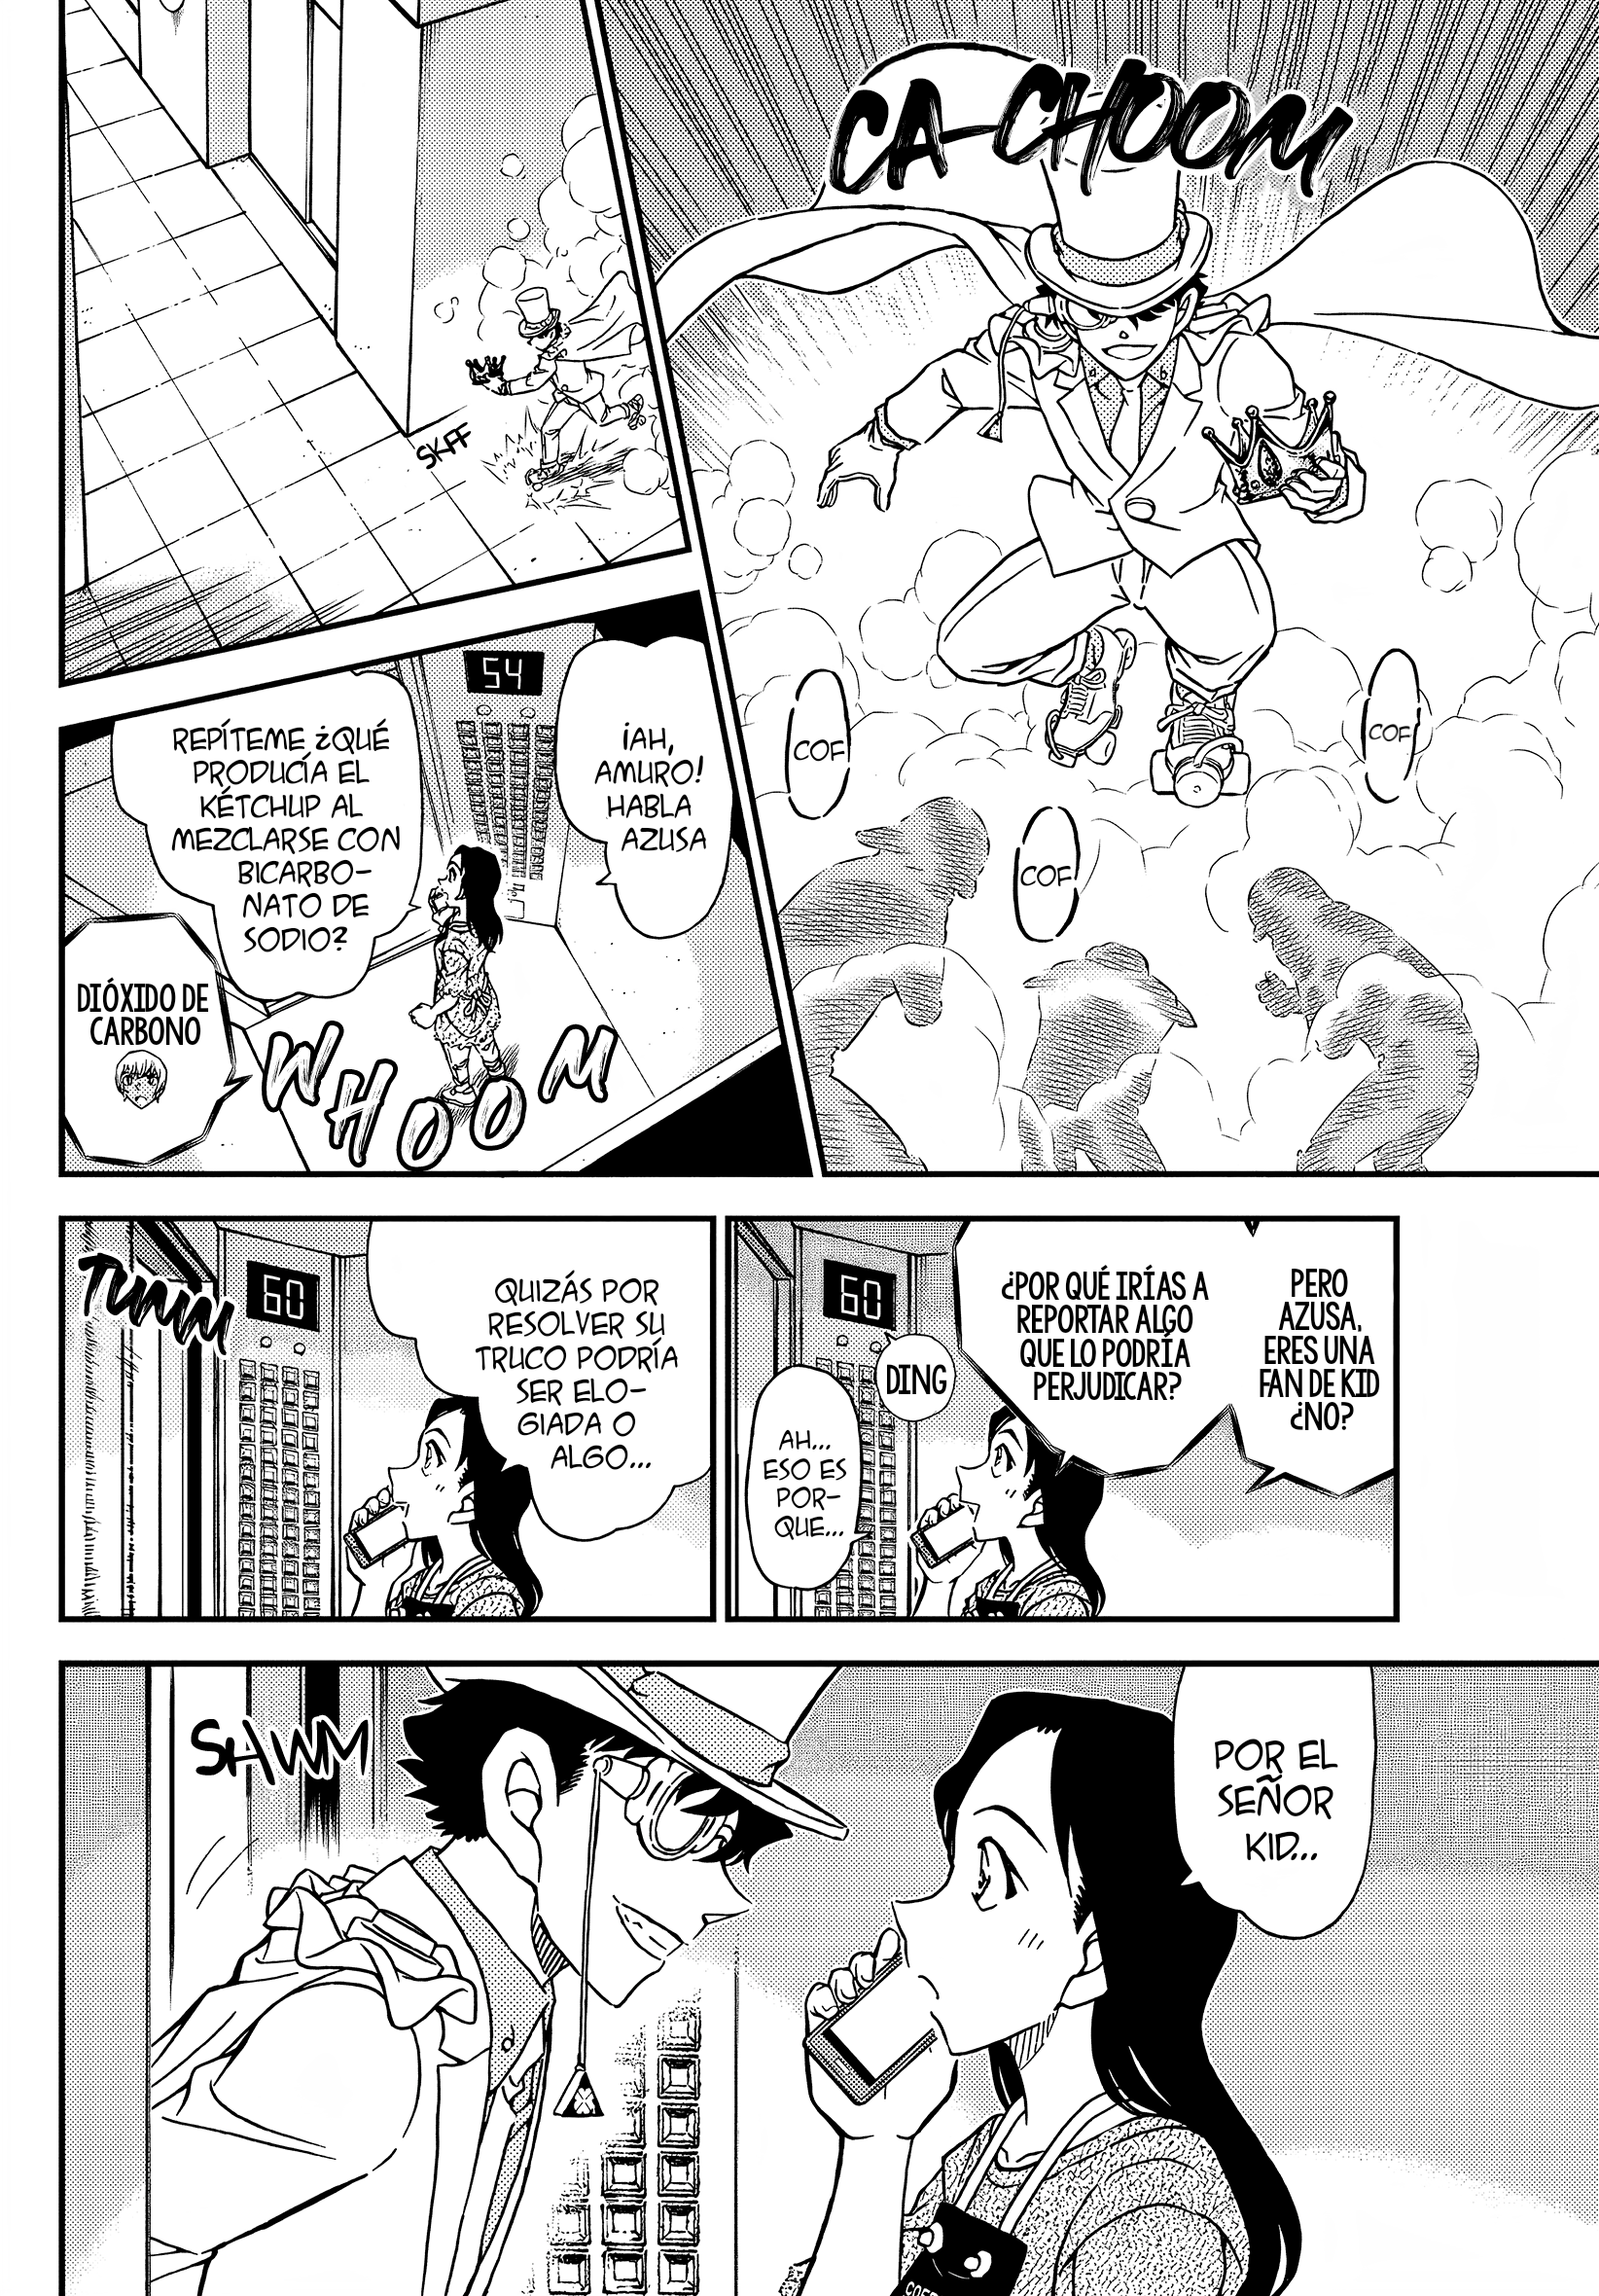 CA-CHOOM
COF
COF
COF
SKFF
54
¡AH,
AMURO!
HABLA
AZUSA
REPÍTEME ¿QUÉ
PRODUCÍA EL
KÉTCHUP AL
MEZCLARSE CON
BICARBO-
NATO DE
SODIO?
DIÓXIDO DE
CARBONO
WHOOM
PERO
AZUSA,
ERES UNA
FAN DE KID
¿NO?
¿POR QUÉ IRÍAS A
REPORTAR ALGO
QUE LO PODRÍA
PERJUDICAR?
60
DING
AH...
ESO ES
POR-
QUE...
QUIZÁS POR
RESOLVER SU
TRUCO PODRÍA
SER ELO-
GIADA O
ALGO...
60
TUMM
POR EL
SEÑOR
KID...
SHWM